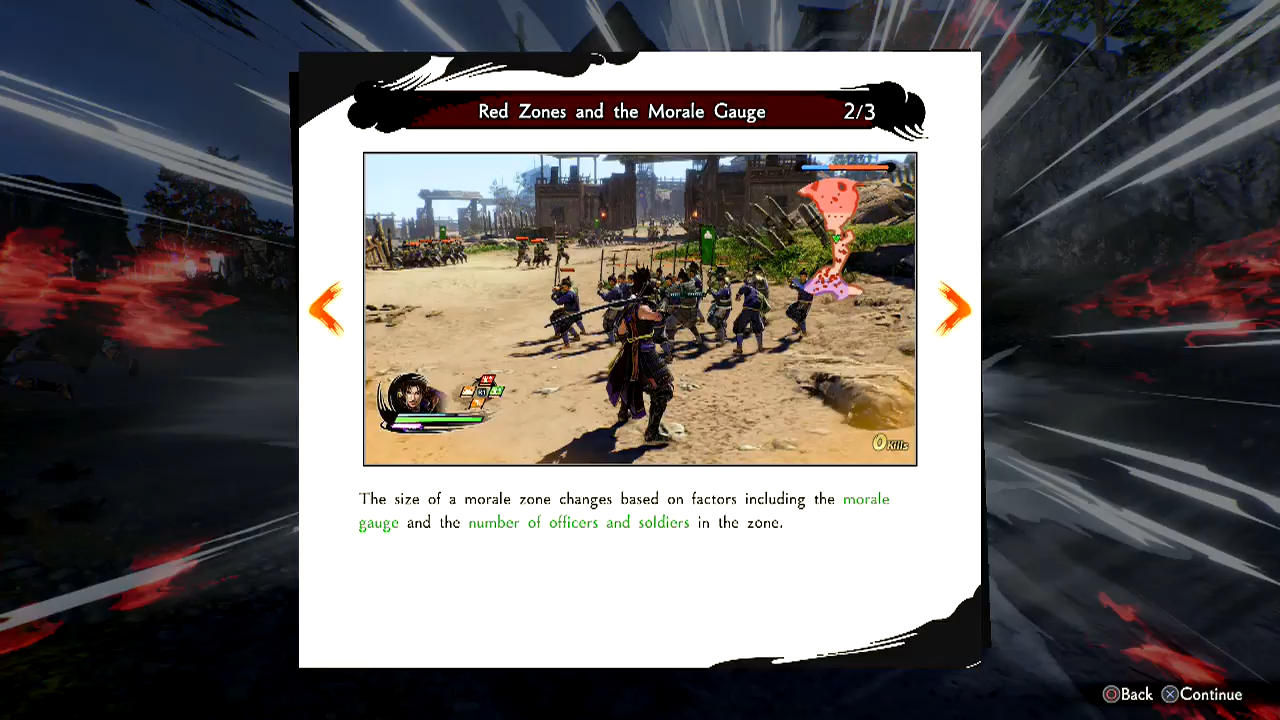 Red Zones and the Morale Gauge 2/3
R1
0 Kills
The size of a morale zone changes based on factors including the morale
gauge and the number of officers and soldiers in the zone.
Back Continue